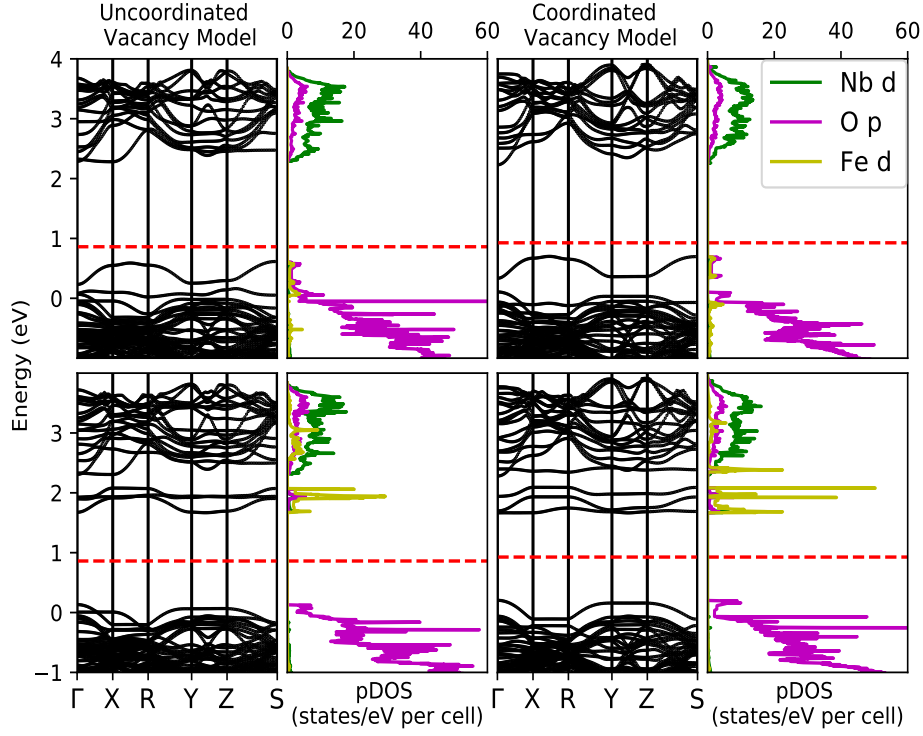 Uncoordinated
Vacancy Model
0 20 40 60
Coordinated
Vacancy Model
0 20 40 60
4
3
2
1
0
3
2
1
0
−1
Energy (eV)
Nb d
O p
Fe d
Γ X R Y Z S
pDOS
(states/eV per cell)
Γ X R Y Z S
pDOS
(states/eV per cell)